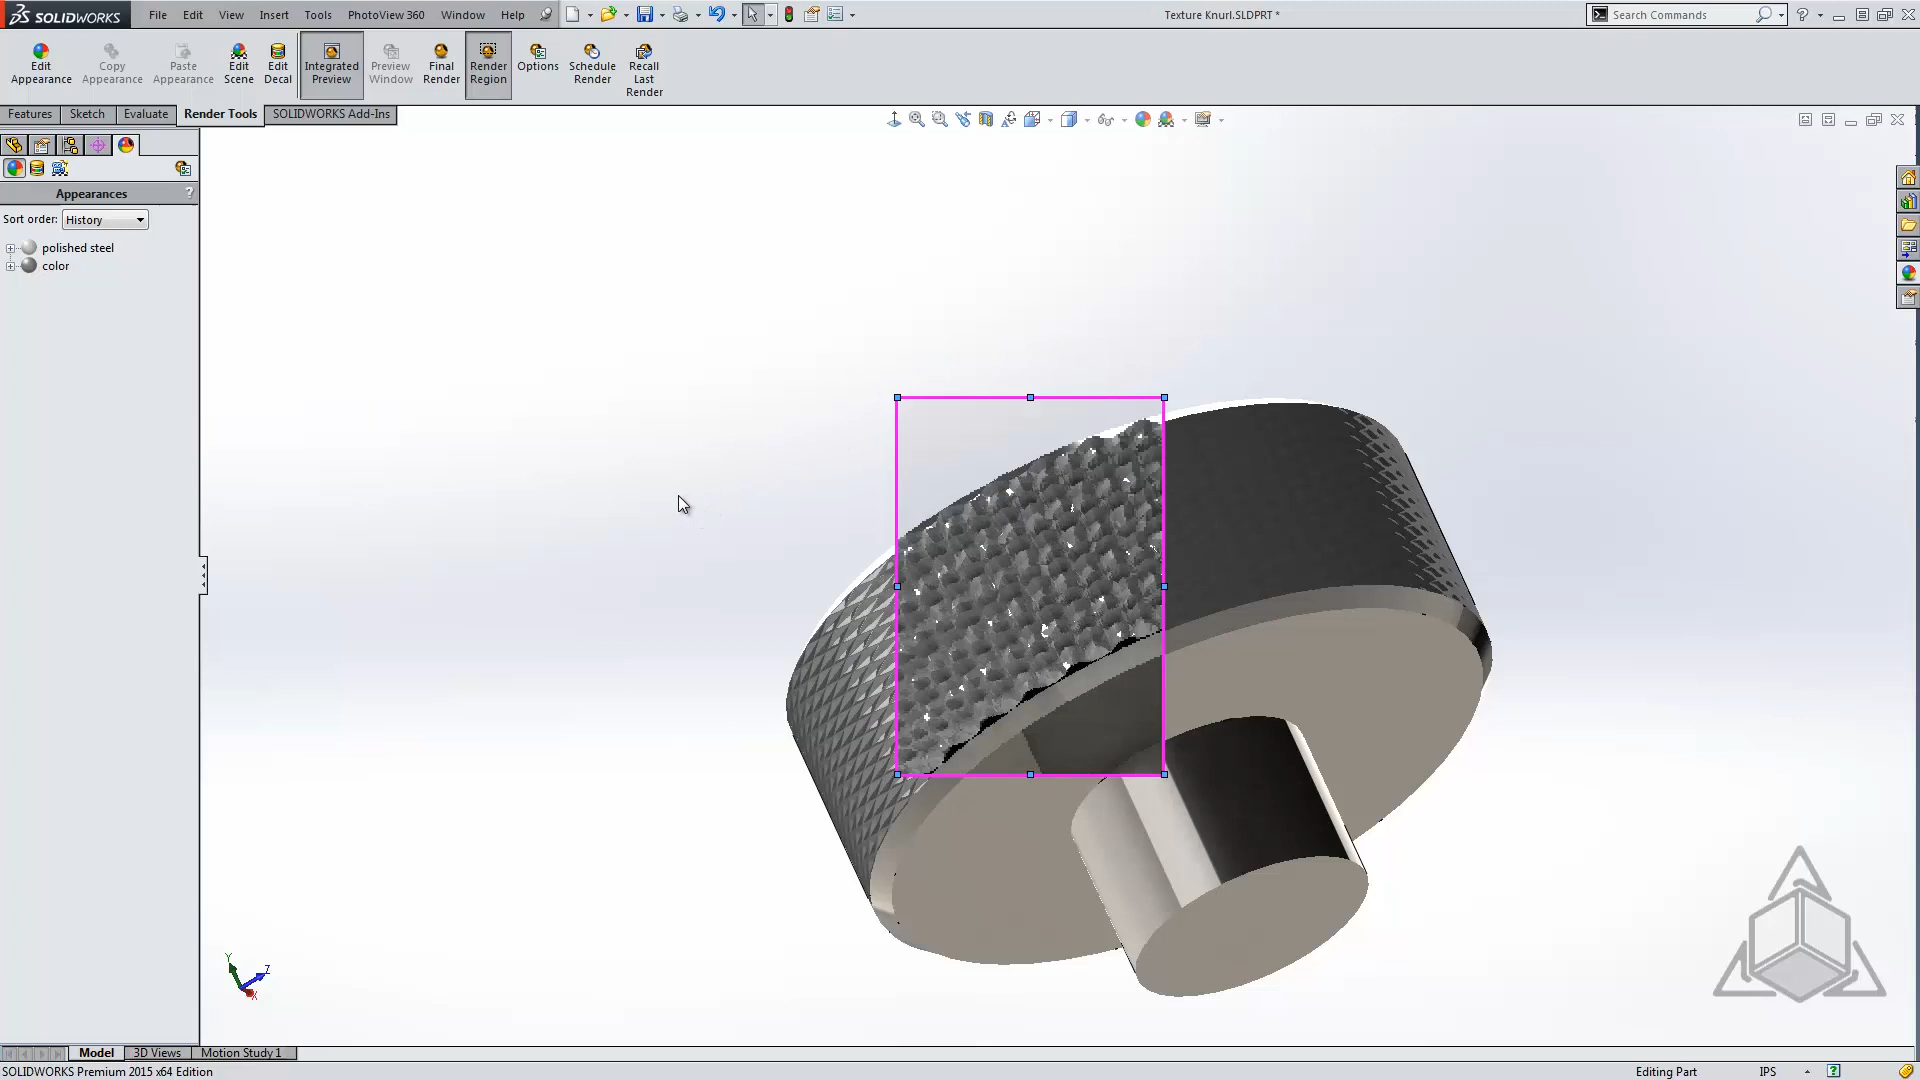 SOLIDWORKS File Edit View Insert Tools PhotoView 360 Window Help Texture Knurl.SLDPRT * Search Commands
Edit Appearance
Copy Appearance
Paste Appearance
Edit Scene
Edit Decal
Integrated Preview
Preview Window
Final Render
Render Region
Options
Schedule Render
Recall Last Render
Features Sketch Evaluate Render Tools SOLIDWORKS Add-Ins
Appearances ?
Sort order: History
polished steel
color
Y
Z
X
Model 3D Views Motion Study 1
SOLIDWORKS Premium 2015 x64 Edition Editing Part IPS ?